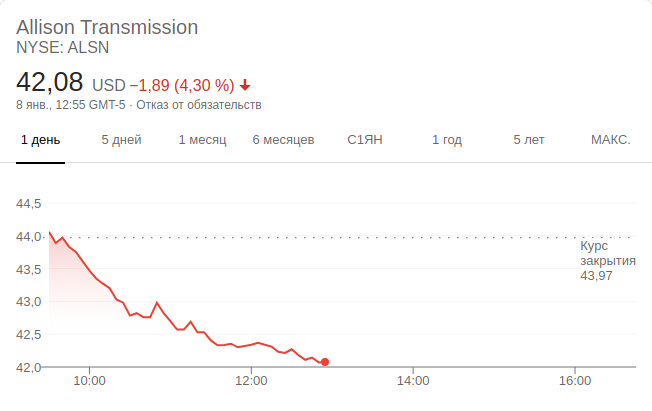 Allison Transmission
NYSE: ALSN
42,08 USD −1,89 (4,30 %)
8 янв., 12:55 GMT-5 · Отказ от обязательств
1 день 5 дней 1 месяц 6 месяцев С1ЯН 1 год 5 лет МАКС.
44,5
44,0
Курс
закрытия
43,97
43,5
43,0
42,5
42,0
10:00 12:00 14:00 16:00